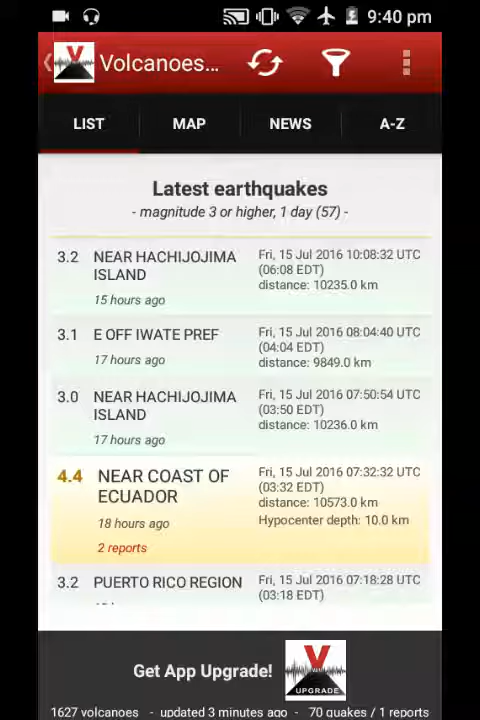 9:40 pm
Volcanoes...
LIST
MAP
NEWS
A-Z
Latest earthquakes
- magnitude 3 or higher, 1 day (57) -
3.2 NEAR HACHIJOJIMA
ISLAND
15 hours ago
Fri, 15 Jul 2016 10:08:32 UTC
(06:08 EDT)
distance: 10235.0 km
3.1 E OFF IWATE PREF
17 hours ago
Fri, 15 Jul 2016 08:04:40 UTC
(04:04 EDT)
distance: 9849.0 km
3.0 NEAR HACHIJOJIMA
ISLAND
17 hours ago
Fri, 15 Jul 2016 07:50:54 UTC
(03:50 EDT)
distance: 10236.0 km
4.4 NEAR COAST OF
ECUADOR
18 hours ago
2 reports
Fri, 15 Jul 2016 07:32:32 UTC
(03:32 EDT)
distance: 10573.0 km
Hypocenter depth: 10.0 km
3.2 PUERTO RICO REGION
Fri, 15 Jul 2016 07:18:28 UTC
(03:18 EDT)
Get App Upgrade!
V
UPGRADE
1627 volcanoes - updated 3 minutes ago - 70 quakes / 1 reports